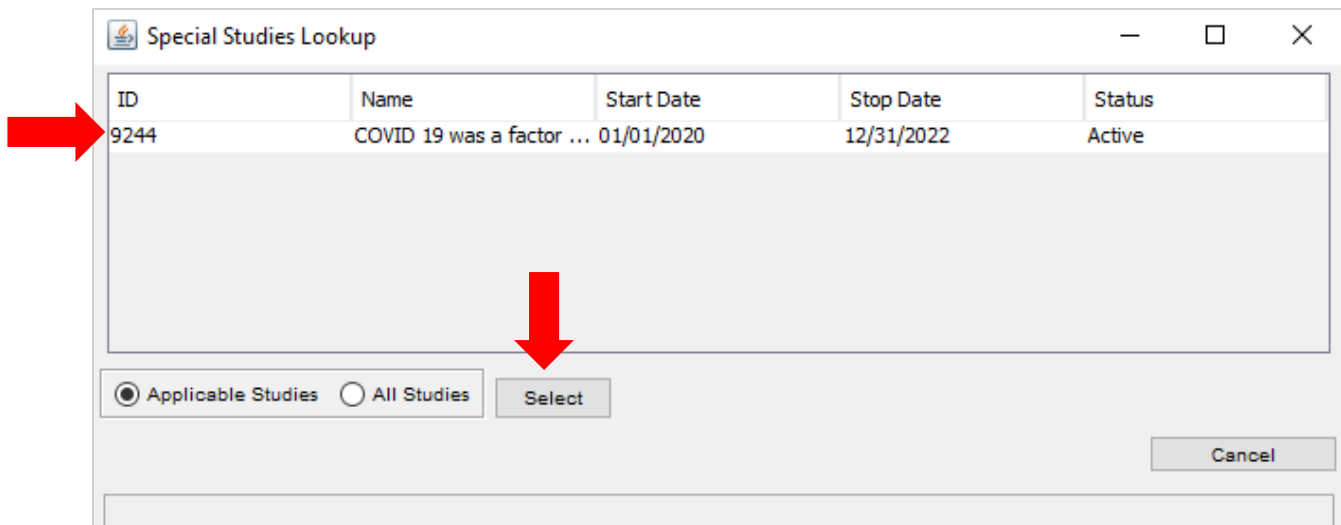 Special Studies Lookup
ID Name Start Date Stop Date Status
9244 COVID 19 was a factor ... 01/01/2020 12/31/2022 Active
Applicable Studies All Studies Select
Cancel